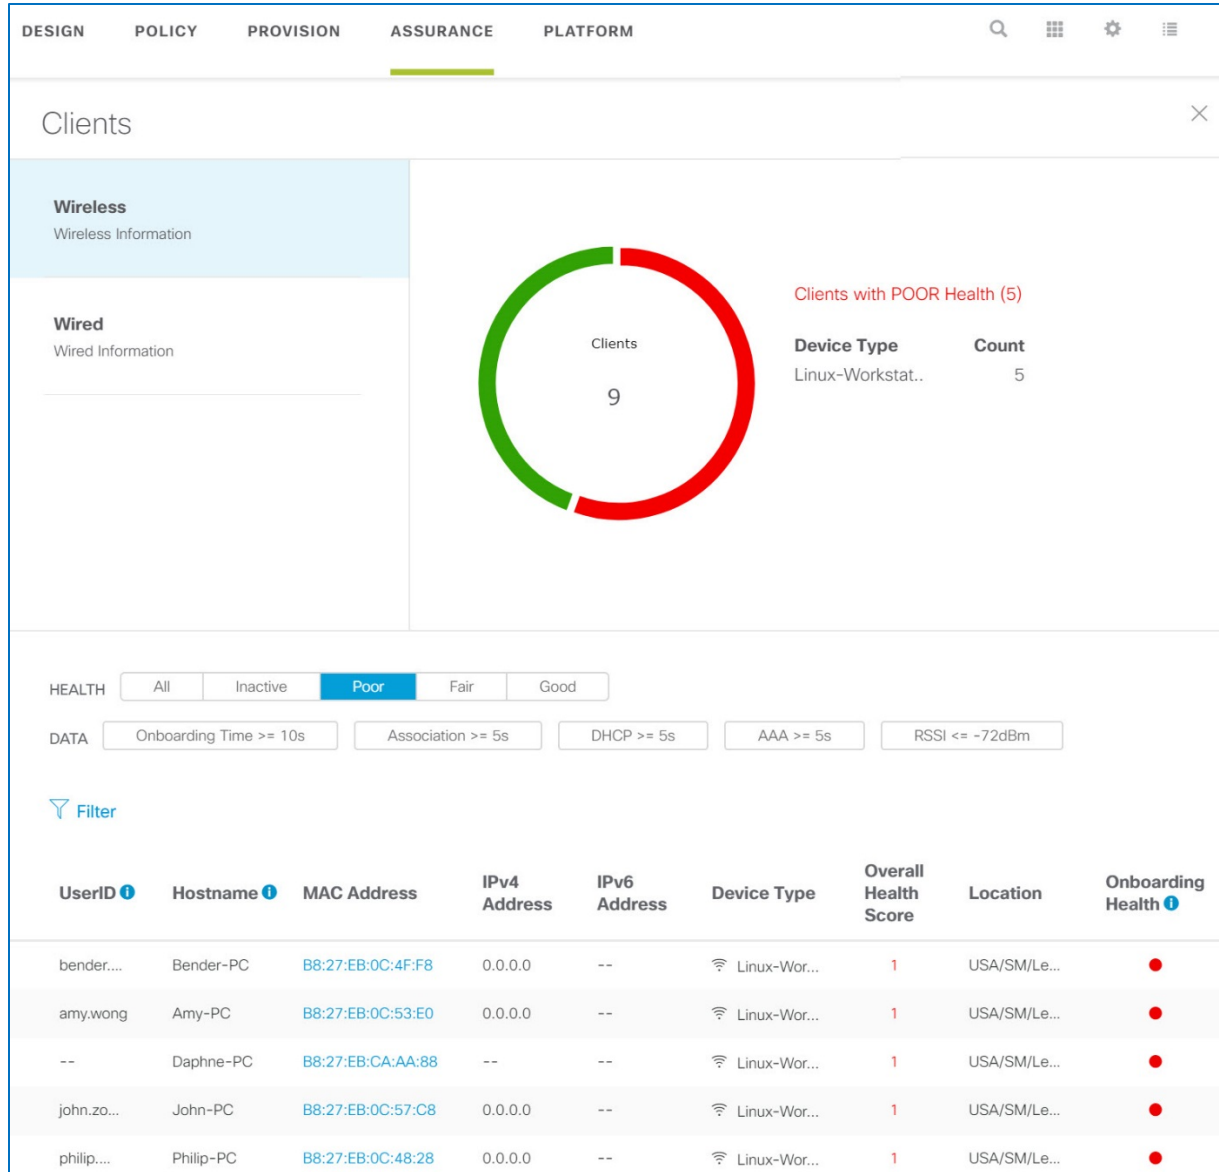 DESIGN POLICY PROVISION ASSURANCE PLATFORM
Clients
Wireless
Wireless Information
Wired
Wired Information
Clients
9
Clients with POOR Health (5)
Device Type Count
Linux-Workstat.. 5
HEALTH All Inactive Poor Fair Good
DATA Onboarding Time >= 10s Association >= 5s DHCP >= 5s AAA >= 5s RSSI <= -72dBm
Filter
UserID Hostname MAC Address IPv4 Address IPv6 Address Device Type Overall Health Score Location Onboarding Health
bender.... Bender-PC B8:27:EB:0C:4F:F8 0.0.0.0 -- Linux-Wor... 1 USA/SM/Le...
amy.wong Amy-PC B8:27:EB:0C:53:E0 0.0.0.0 -- Linux-Wor... 1 USA/SM/Le...
-- Daphne-PC B8:27:EB:CA:AA:88 -- -- Linux-Wor... 1 USA/SM/Le...
john.zo... John-PC B8:27:EB:0C:57:C8 0.0.0.0 -- Linux-Wor... 1 USA/SM/Le...
philip.... Philip-PC B8:27:EB:0C:48:28 0.0.0.0 -- Linux-Wor... 1 USA/SM/Le...